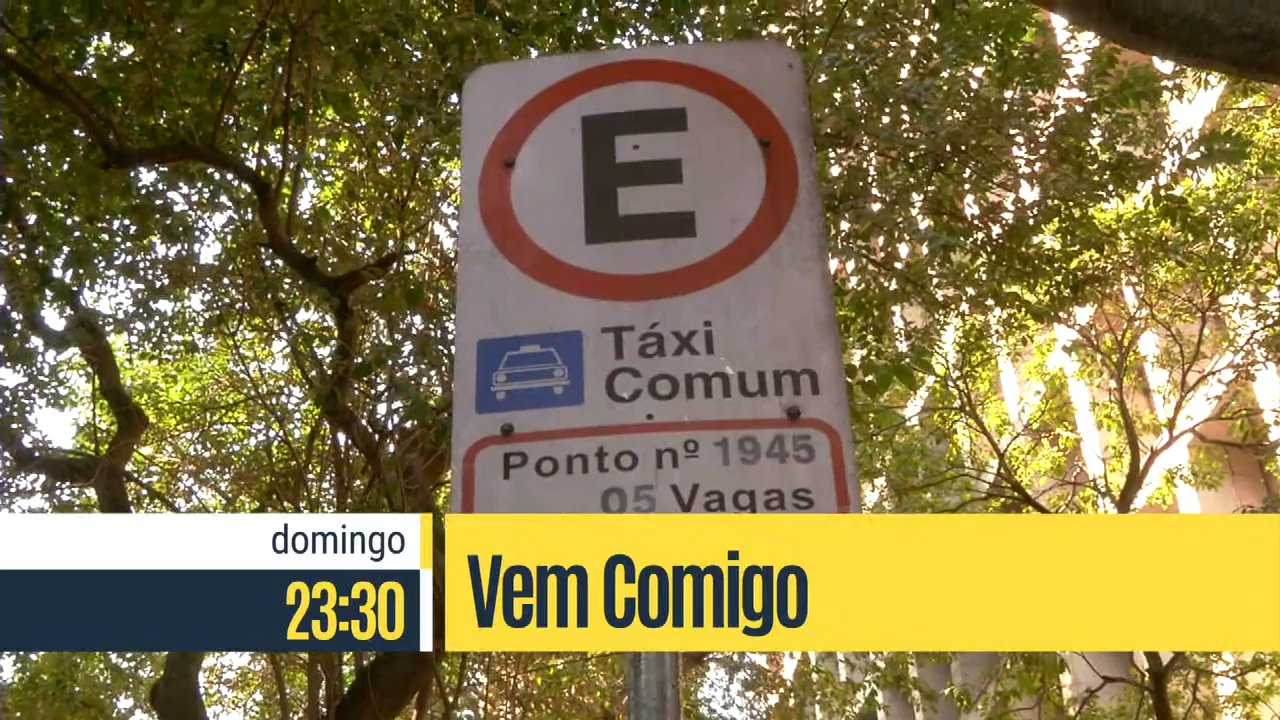 E
Táxi
Comum
Ponto nº 1945
05 Vagas
domingo
23:30
Vem Comigo